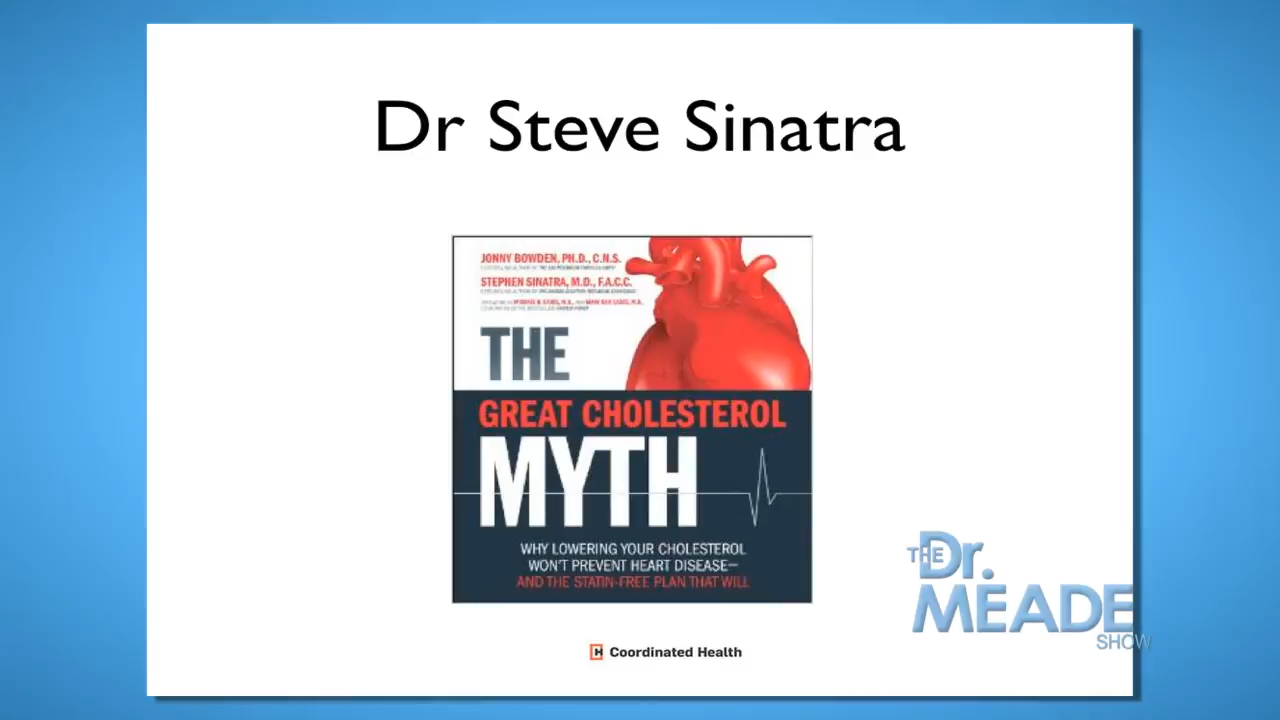 Dr Steve Sinatra
JONNY BOWDEN, PH.D., C.N.S.
STEPHEN SINATRA, M.D., F.A.C.C.
THE
GREAT CHOLESTEROL
MYTH
WHY LOWERING YOUR CHOLESTEROL
WON'T PREVENT HEART DISEASE—
AND THE STATIN-FREE PLAN THAT WILL
THE Dr.
MEADE
SHOW
Coordinated Health